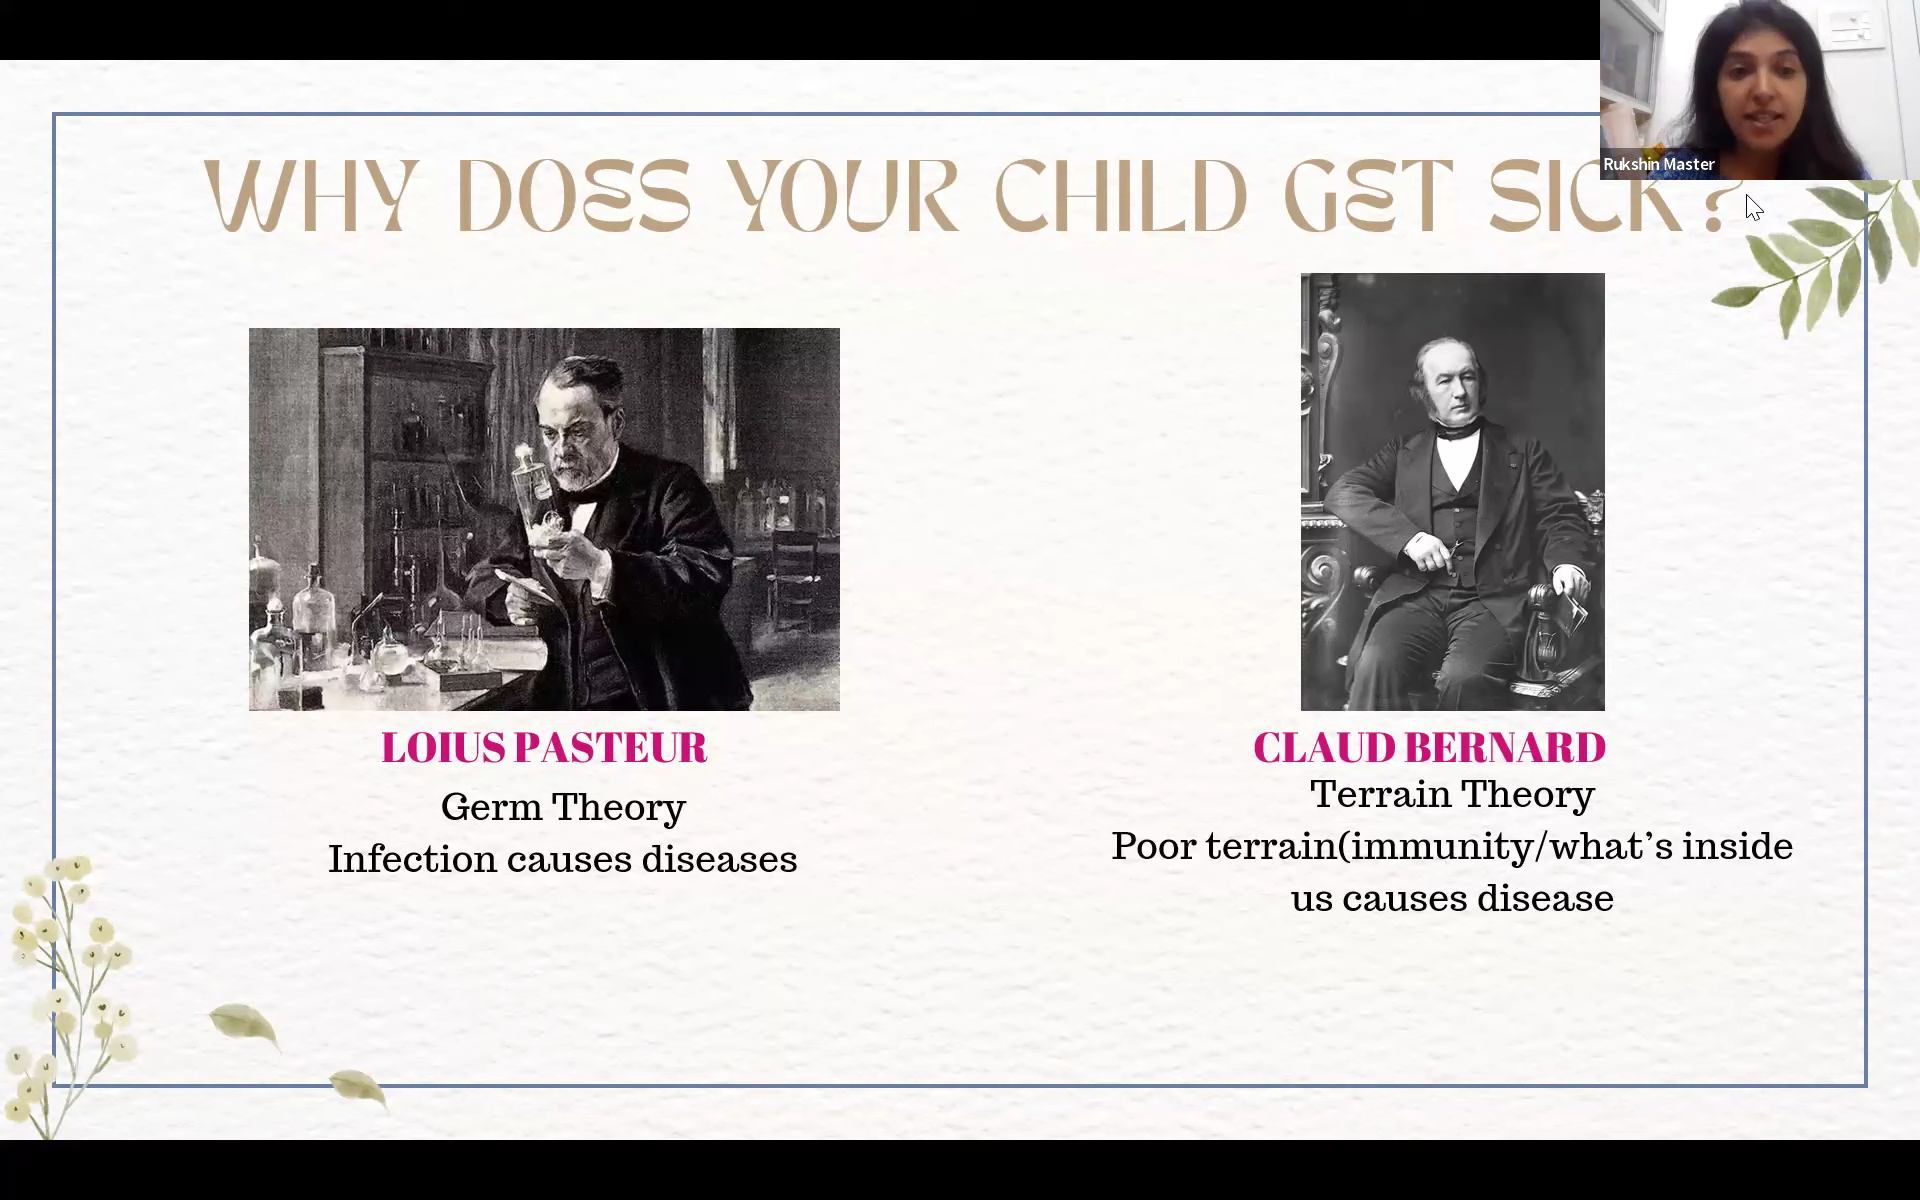 WHY DOES YOUR CHILD GET SICK?
Rukshin Master
LOIUS PASTEUR
Germ Theory
Infection causes diseases
CLAUD BERNARD
Terrain Theory
Poor terrain(immunity/what's inside
us causes disease